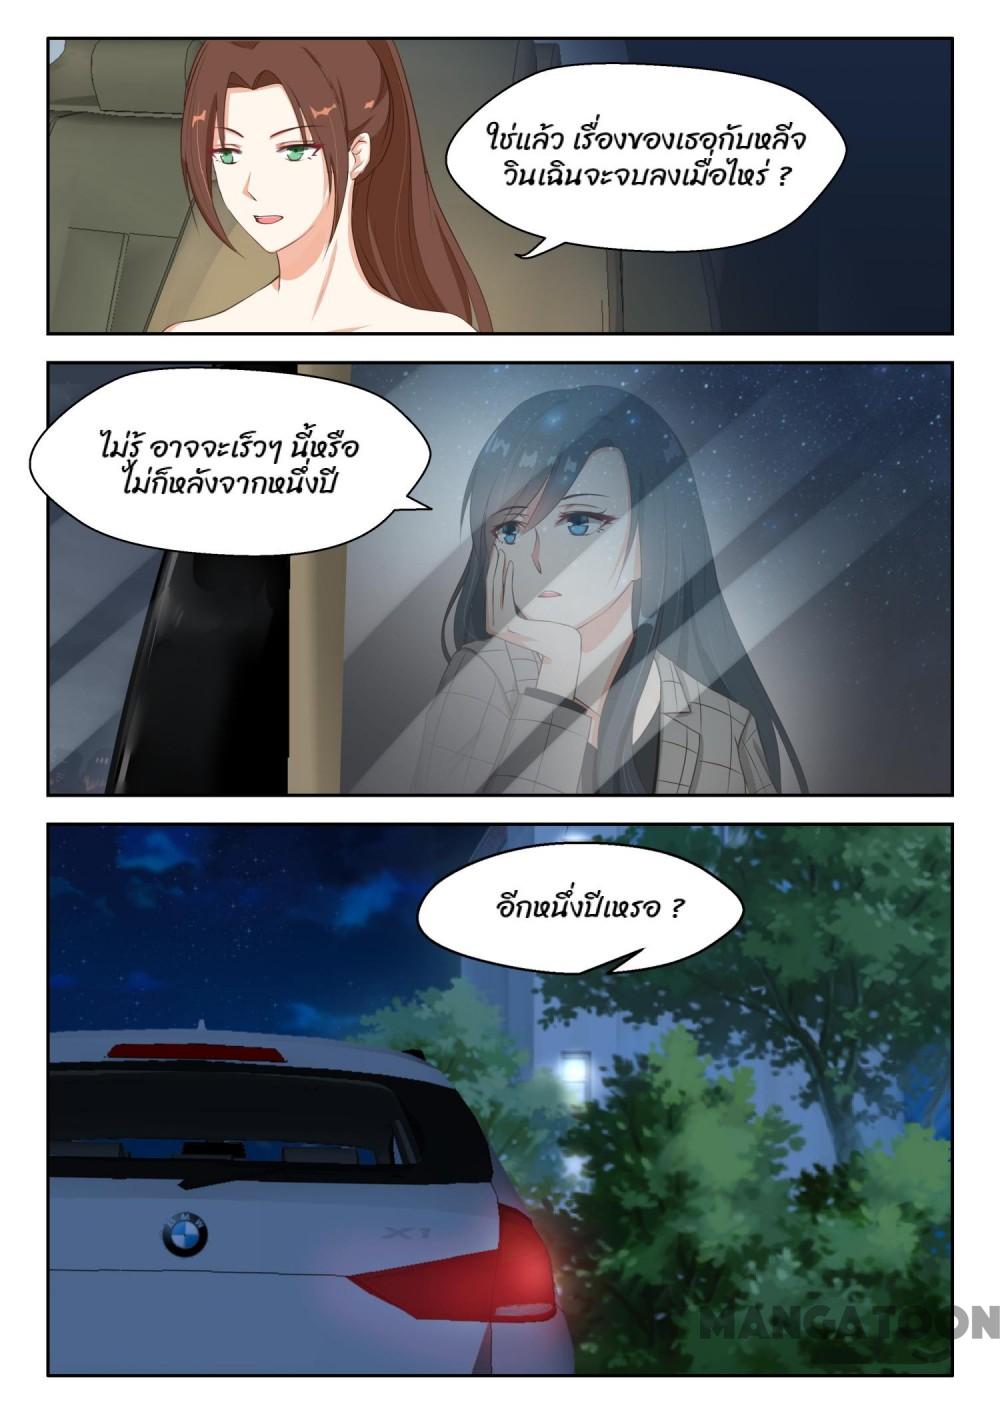 ใช่แล้ว เรื่องของเธอกับหลีจ
วินเฉินจะจบลงเมื่อไหร่ ?
ไม่รู้ อาจจะเร็วๆ นี้หรือ
ไม่ก็หลังจากหนึ่งปี
อีกหนึ่งปีเหรอ ?
BMW
X1
MANGATOON